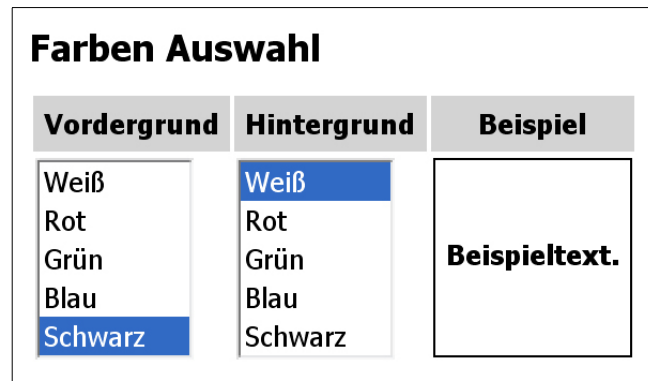 Farben Auswahl
Vordergrund Hintergrund Beispiel
Weiß Weiß
Rot Rot
Grün Grün Beispieltext.
Blau Blau
Schwarz Schwarz